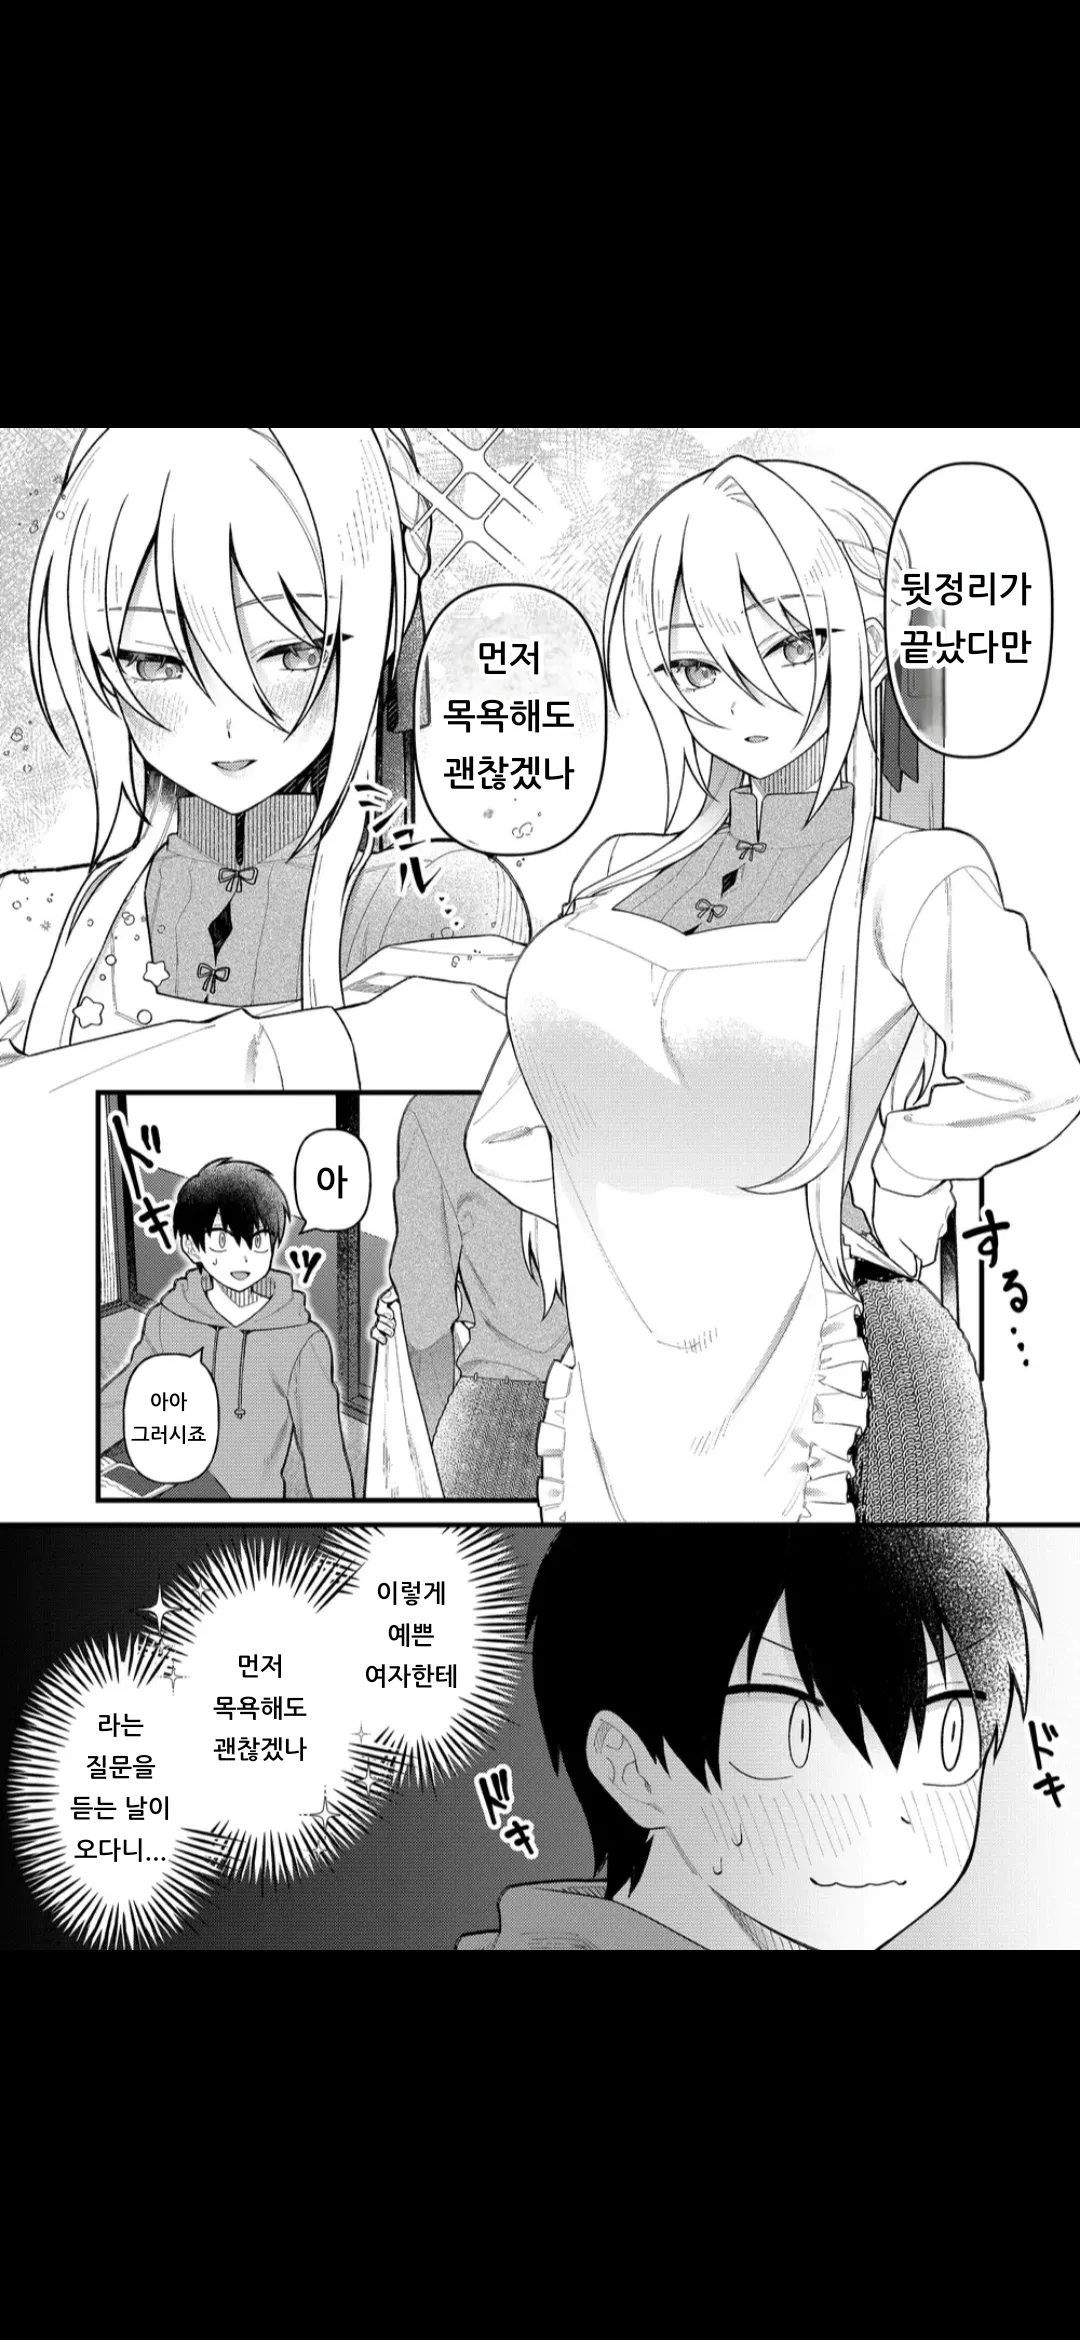 뒷정리가
끝났다만
먼저
목욕해도
괜찮겠나
シュル…
する…
ドキッ
아
아아
그러시죠
이렇게
예쁜
여자한테
먼저
목욕해도
괜찮겠나
라는
질문을
듣는 날이
오다니...
ドキ
ドキ